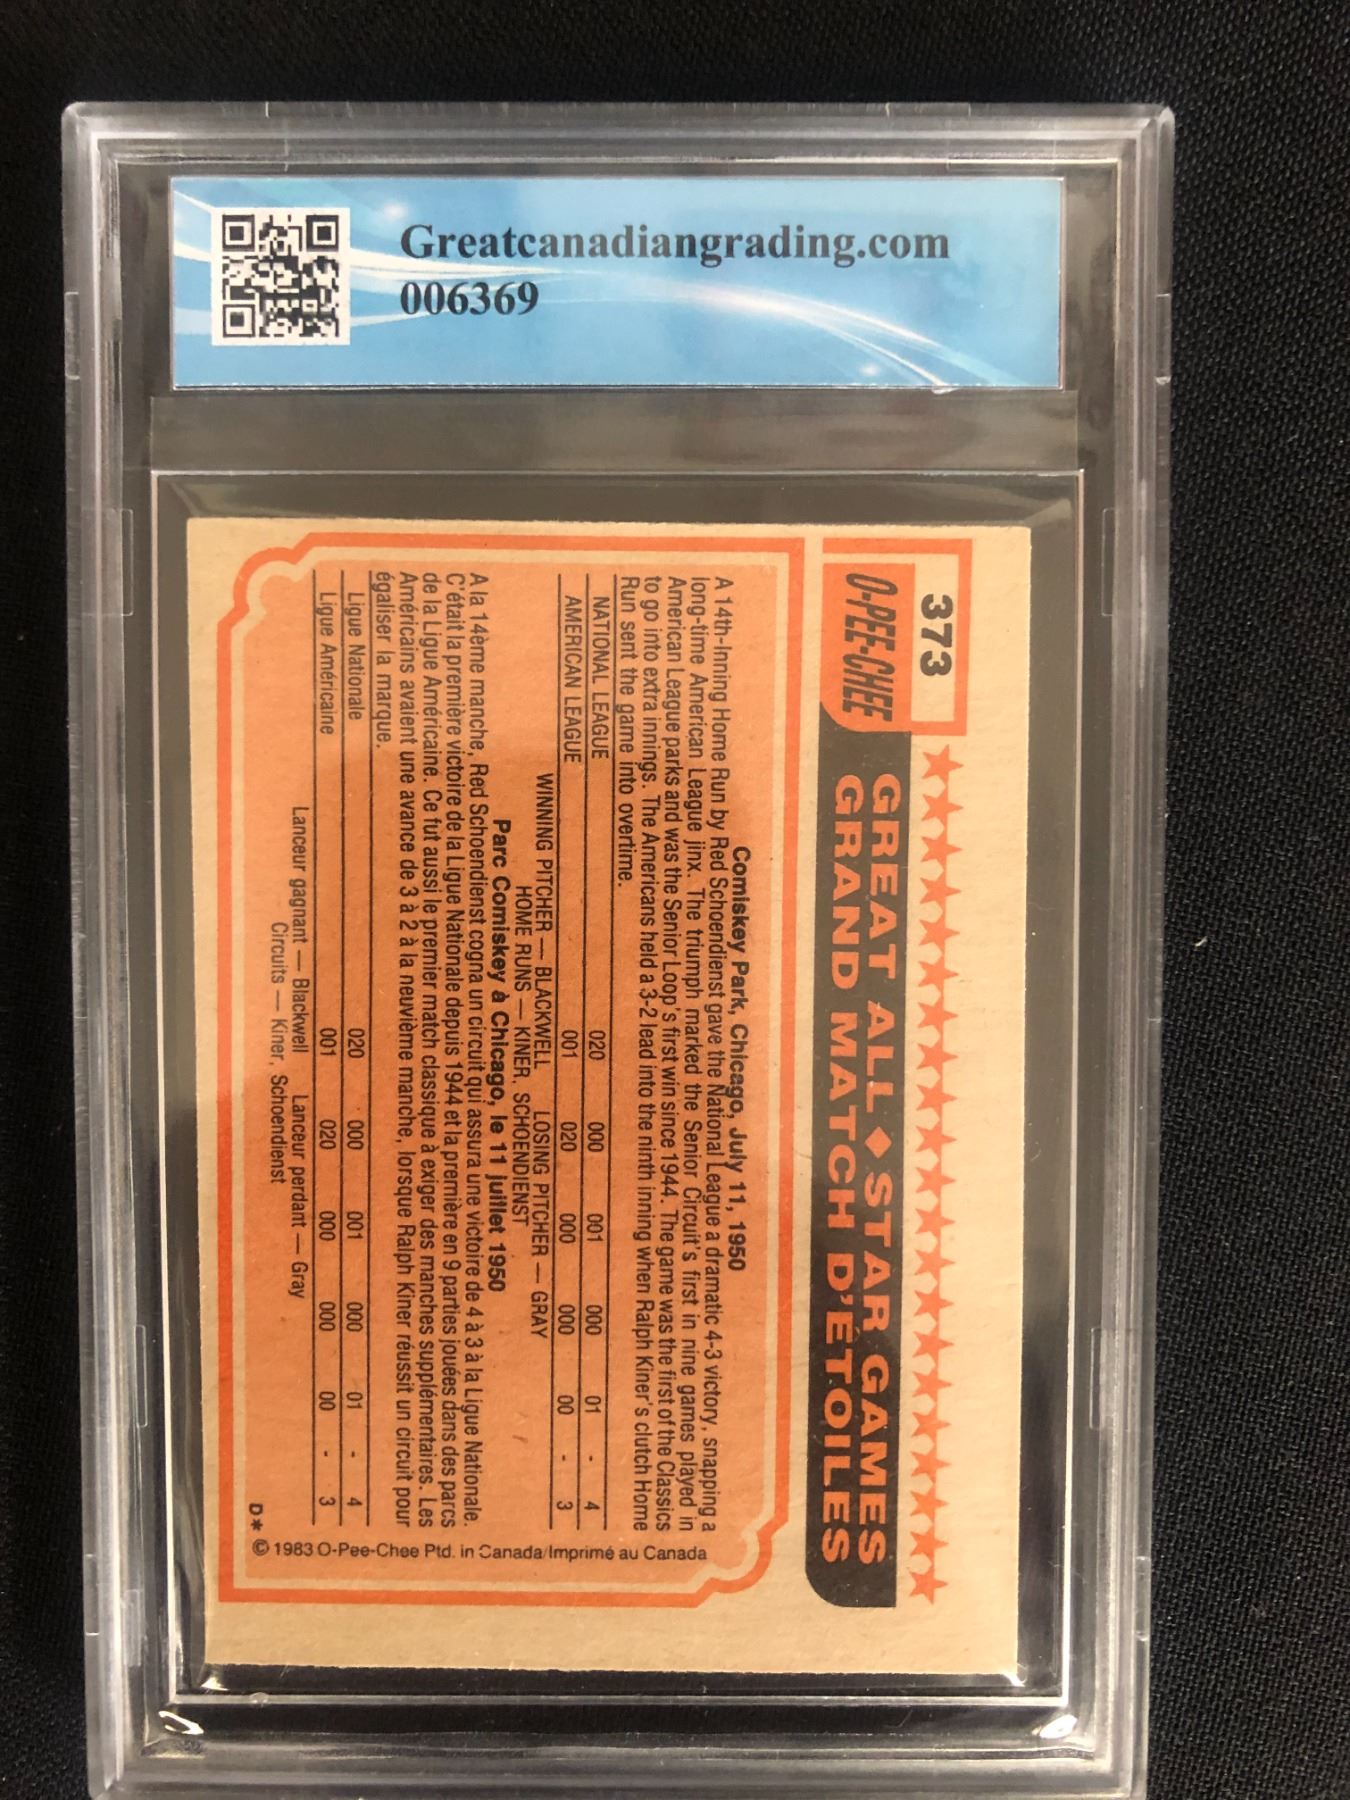 Greatcanadiangrading.com
006369
373
O-PEE-CHEE
GREAT ALL◆STAR GAMES
GRAND MATCH D'ÉTOILES
Comiskey Park, Chicago, July 11, 1950
A 14th-Inning Home Run by Red Schoendienst gave the National League a dramatic 4-3 victory, snapping a
long-time American League jinx. The triumph marked the Senior Circuit's first in nine games played in
American League parks and was the Senior Loop's first win since 1944. The game was the first of the Classics
to go into extra innings. The Americans held a 3-2 lead into the ninth inning when Ralph Kiner's clutch Home
Run sent the game into overtime.
NATIONAL LEAGUE 020 000 001 000 01 - 4
AMERICAN LEAGUE 001 020 000 000 00 - 3
WINNING PITCHER — BLACKWELL LOSING PITCHER — GRAY
HOME RUNS — KINER, SCHOENDIENST
Parc Comiskey à Chicago, le 11 juillet 1950
A la 14ème manche, Red Schoendienst cogna un circuit qui assura une victoire de 4 à 3 à la Ligue Nationale.
C'était la première victoire de la Ligue Nationale depuis 1944 et la première en 9 parties jouées dans des parcs
de la Ligue Américaine. Ce fut aussi le premier match classique à exiger des manches supplémentaires. Les
Américains avaient une avance de 3 à 2 à la neuvième manche, lorsque Ralph Kiner réussit un circuit pour
égaliser la marque.
Ligue Nationale 020 000 001 000 01 - 4
Ligue Américaine 001 020 000 000 00 - 3
Lanceur gagnant — Blackwell Lanceur perdant — Gray
Circuits — Kiner, Schoendienst
D*
© 1983 O-Pee-Chee Ptd. in Canada/Imprimé au Canada